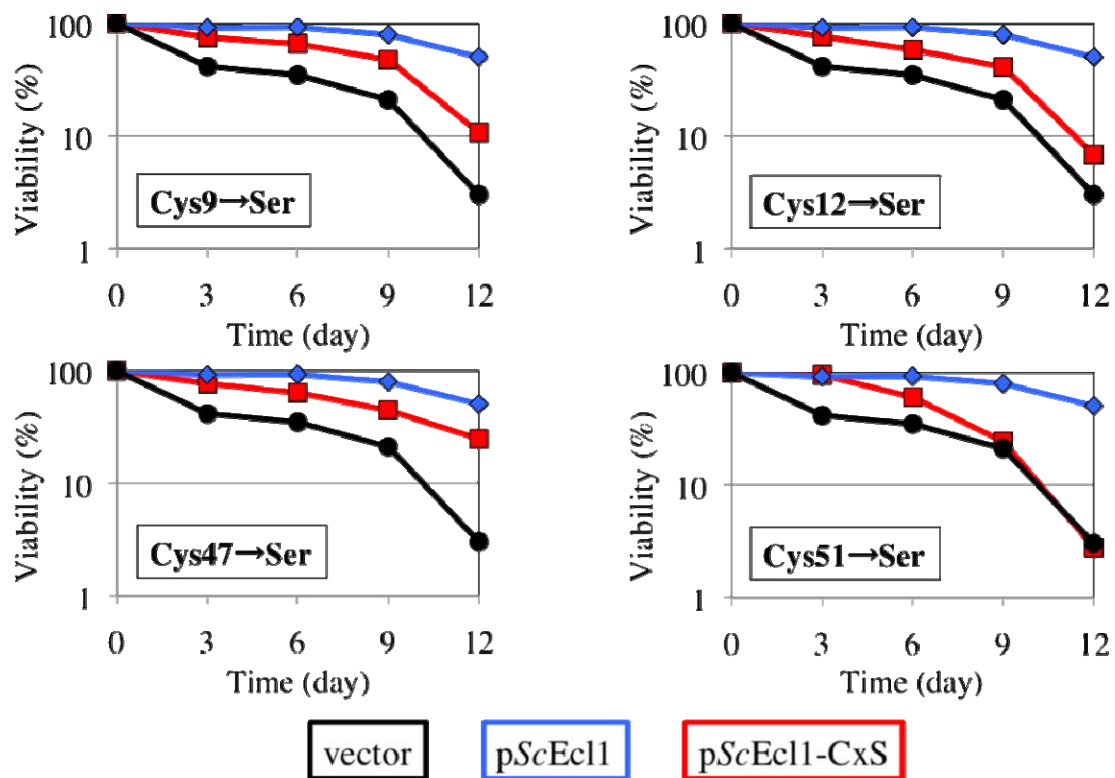 100
10
1
Viability (%)
Cys9→Ser
0 3 6 9 12
Time (day)
100
10
1
Viability (%)
Cys12→Ser
0 3 6 9 12
Time (day)
100
10
1
Viability (%)
Cys47→Ser
0 3 6 9 12
Time (day)
100
10
1
Viability (%)
Cys51→Ser
0 3 6 9 12
Time (day)
vector pScEcl1 pScEcl1-CxS